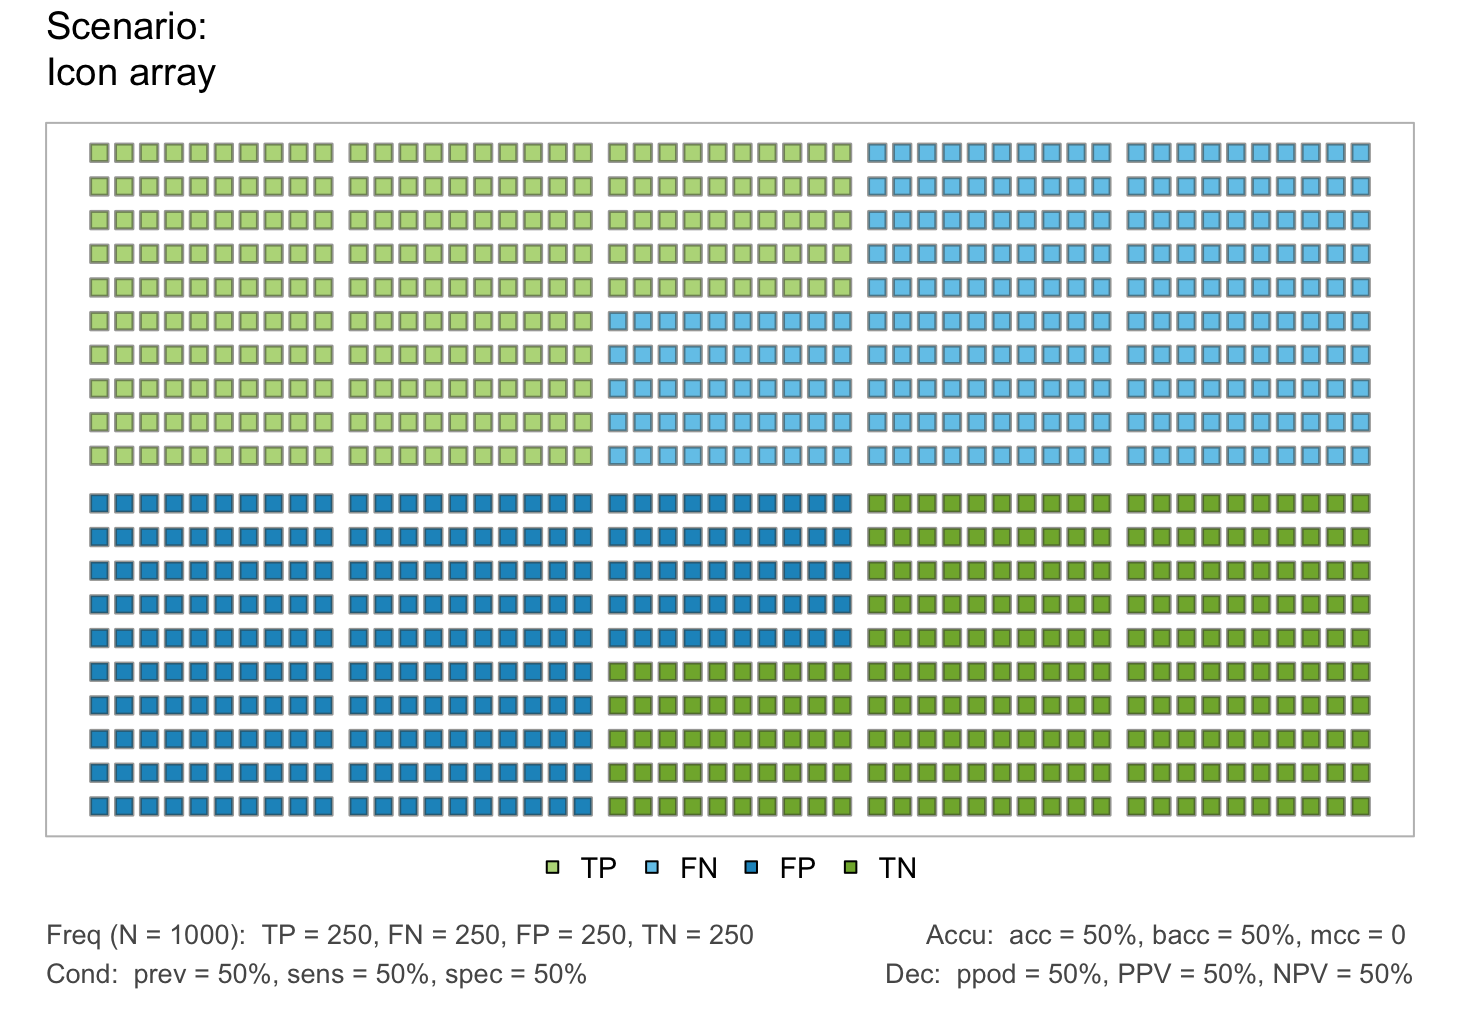 Scenario:
Icon array
TP FN FP TN
Freq (N = 1000):  TP = 250, FN = 250, FP = 250, TN = 250
Accu:  acc = 50%, bacc = 50%, mcc = 0
Cond:  prev = 50%, sens = 50%, spec = 50%
Dec:  ppod = 50%, PPV = 50%, NPV = 50%